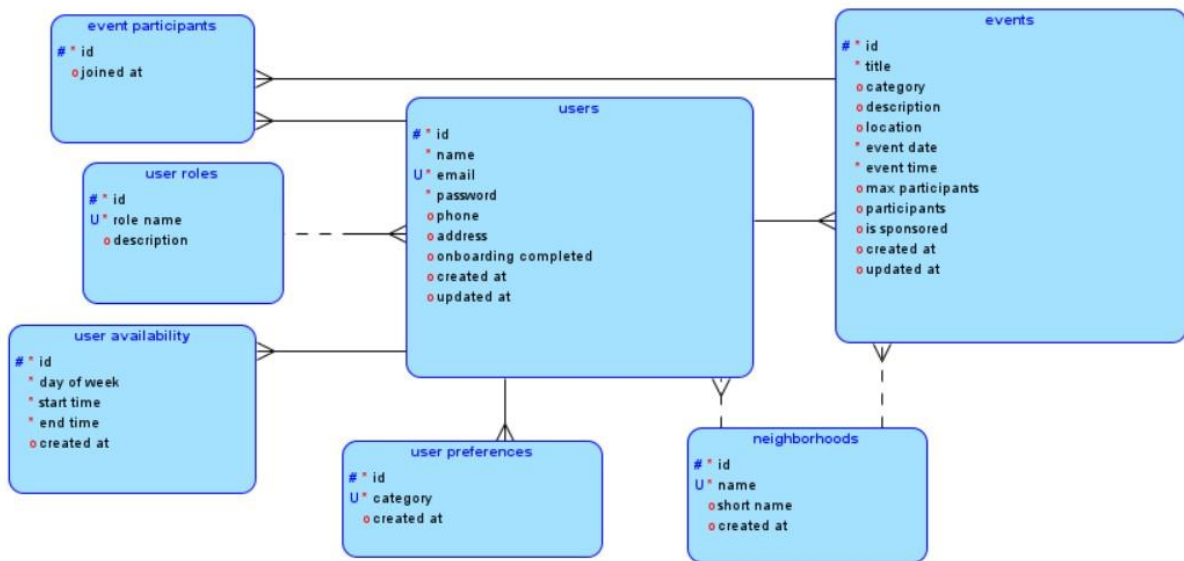 event participants
# * id
o joined at
events
# * id
* title
o category
o description
o location
* event date
* event time
o max participants
o participants
o is sponsored
o created at
o updated at
users
# * id
* name
U * email
* password
o phone
o address
o onboarding completed
o created at
o updated at
user roles
# * id
U * role name
o description
user availability
# * id
* day of week
* start time
* end time
o created at
user preferences
# * id
U * category
o created at
neighborhoods
# * id
U * name
o short name
o created at